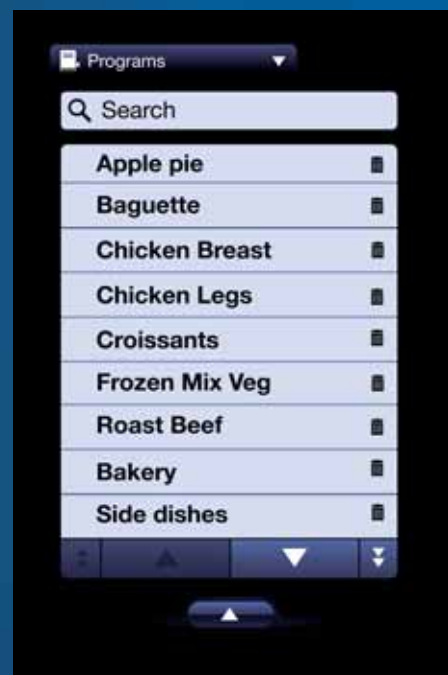 Programs
Search
Apple pie
Baguette
Chicken Breast
Chicken Legs
Croissants
Frozen Mix Veg
Roast Beef
Bakery
Side dishes